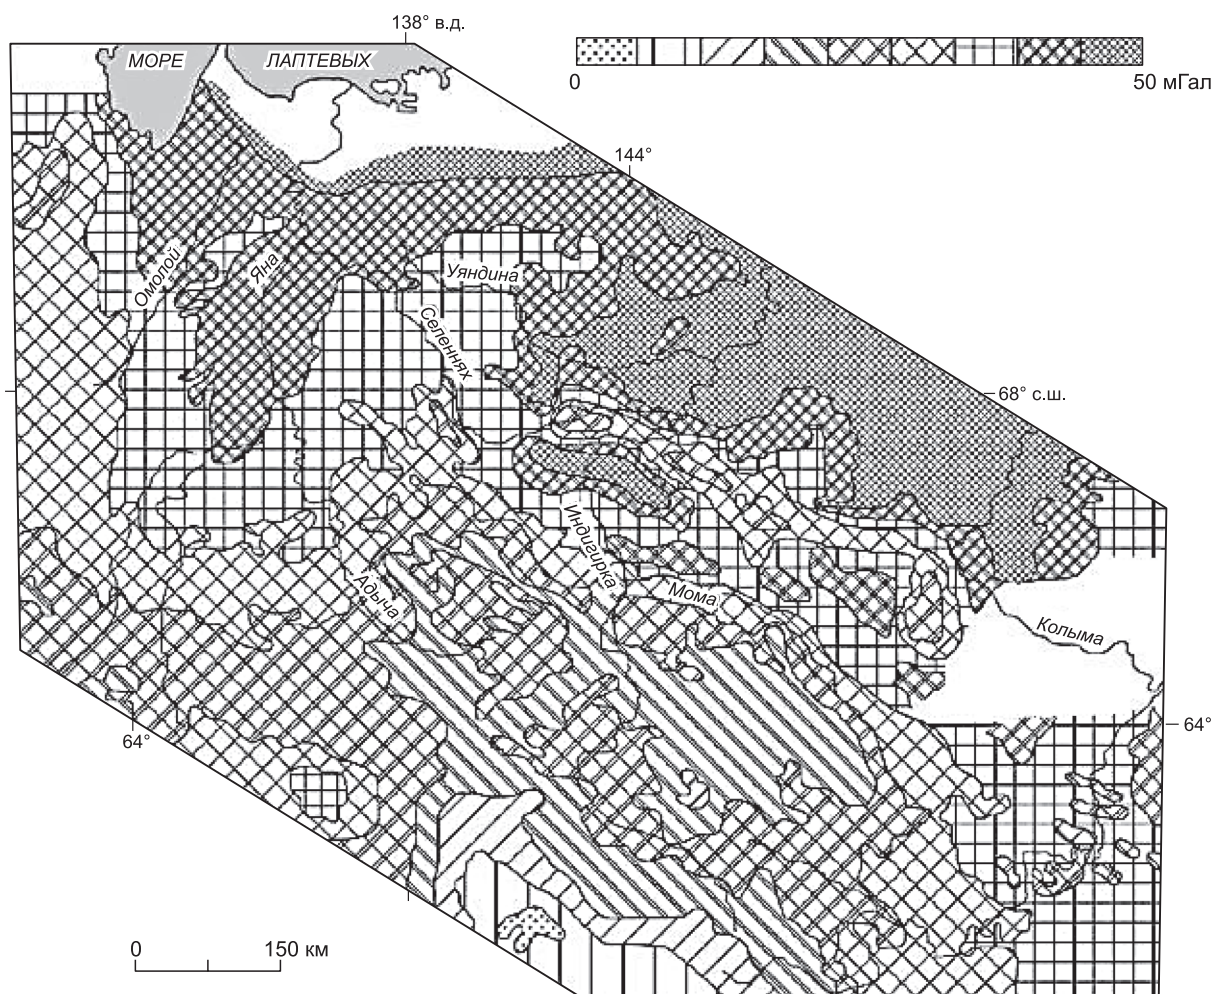 138° в.д.
МОРЕ
ЛАПТЕВЫХ
0
50 мГал
144°
Омолой
Яна
Уяндина
Селеннях
68° с.ш.
Индигирка
Адыча
Мома
Колыма
64°
64°
0
150 км